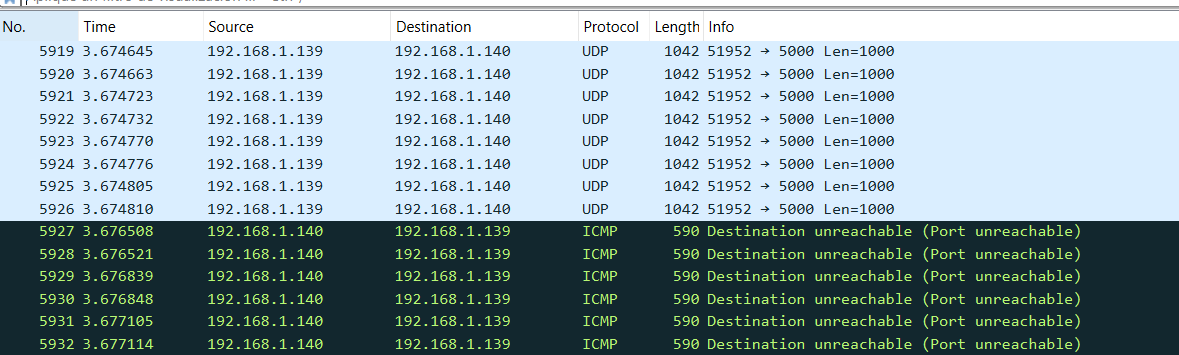 No. Time Source Destination Protocol Length Info
5919 3.674645 192.168.1.139 192.168.1.140 UDP 1042 51952 → 5000 Len=1000
5920 3.674663 192.168.1.139 192.168.1.140 UDP 1042 51952 → 5000 Len=1000
5921 3.674723 192.168.1.139 192.168.1.140 UDP 1042 51952 → 5000 Len=1000
5922 3.674732 192.168.1.139 192.168.1.140 UDP 1042 51952 → 5000 Len=1000
5923 3.674770 192.168.1.139 192.168.1.140 UDP 1042 51952 → 5000 Len=1000
5924 3.674776 192.168.1.139 192.168.1.140 UDP 1042 51952 → 5000 Len=1000
5925 3.674805 192.168.1.139 192.168.1.140 UDP 1042 51952 → 5000 Len=1000
5926 3.674810 192.168.1.139 192.168.1.140 UDP 1042 51952 → 5000 Len=1000
5927 3.676508 192.168.1.140 192.168.1.139 ICMP 590 Destination unreachable (Port unreachable)
5928 3.676521 192.168.1.140 192.168.1.139 ICMP 590 Destination unreachable (Port unreachable)
5929 3.676839 192.168.1.140 192.168.1.139 ICMP 590 Destination unreachable (Port unreachable)
5930 3.676848 192.168.1.140 192.168.1.139 ICMP 590 Destination unreachable (Port unreachable)
5931 3.677105 192.168.1.140 192.168.1.139 ICMP 590 Destination unreachable (Port unreachable)
5932 3.677114 192.168.1.140 192.168.1.139 ICMP 590 Destination unreachable (Port unreachable)